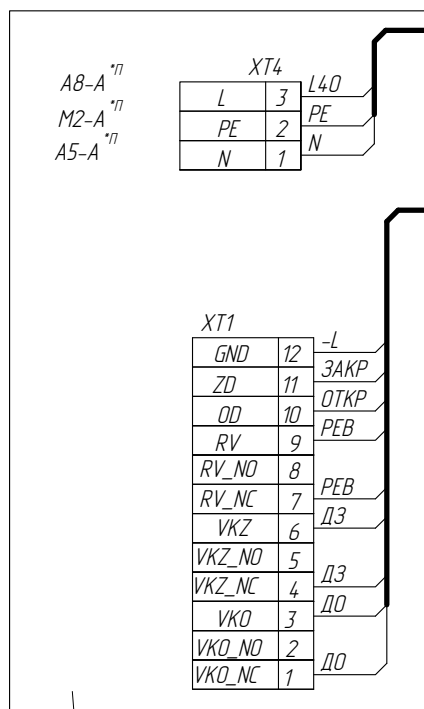 A8-A *П
M2-A *П
A5-A *П
XT4
L 3 L40
PE 2 PE
N 1 N
XT1
GND 12 -L
ZD 11 ЗАКР
OD 10 ОТКР
RV 9 РЕВ
RV_NO 8
RV_NC 7 РЕВ
VKZ 6 ДЗ
VKZ_NO 5
VKZ_NC 4 ДЗ
VKO 3 ДО
VKO_NO 2
VKO_NC 1 ДО